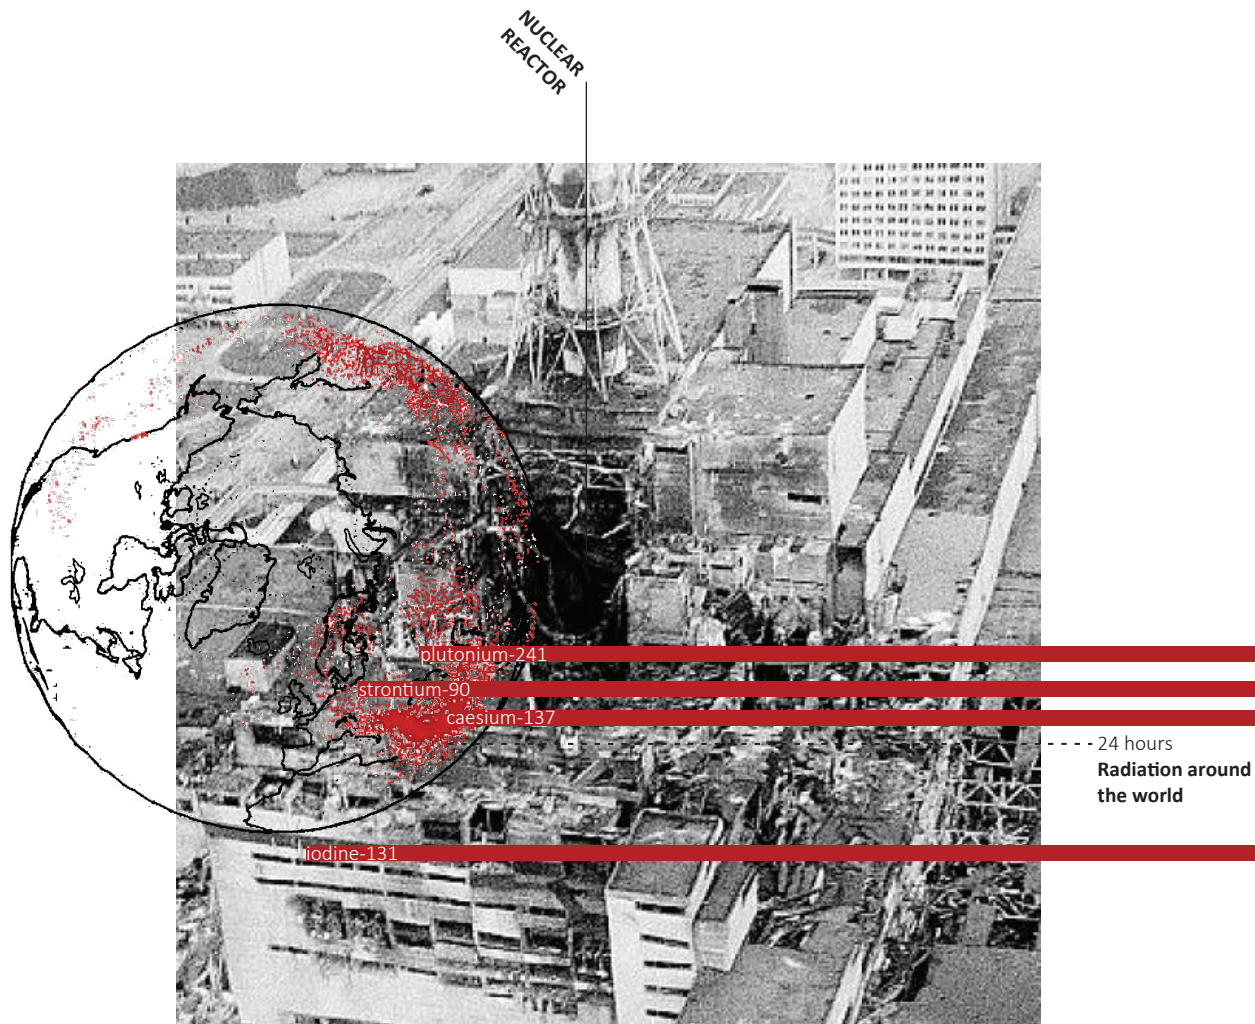 NUCLEAR
REACTOR
plutonium-241
strontium-90
caesium-137
24 hours
Radiation around
the world
iodine-131